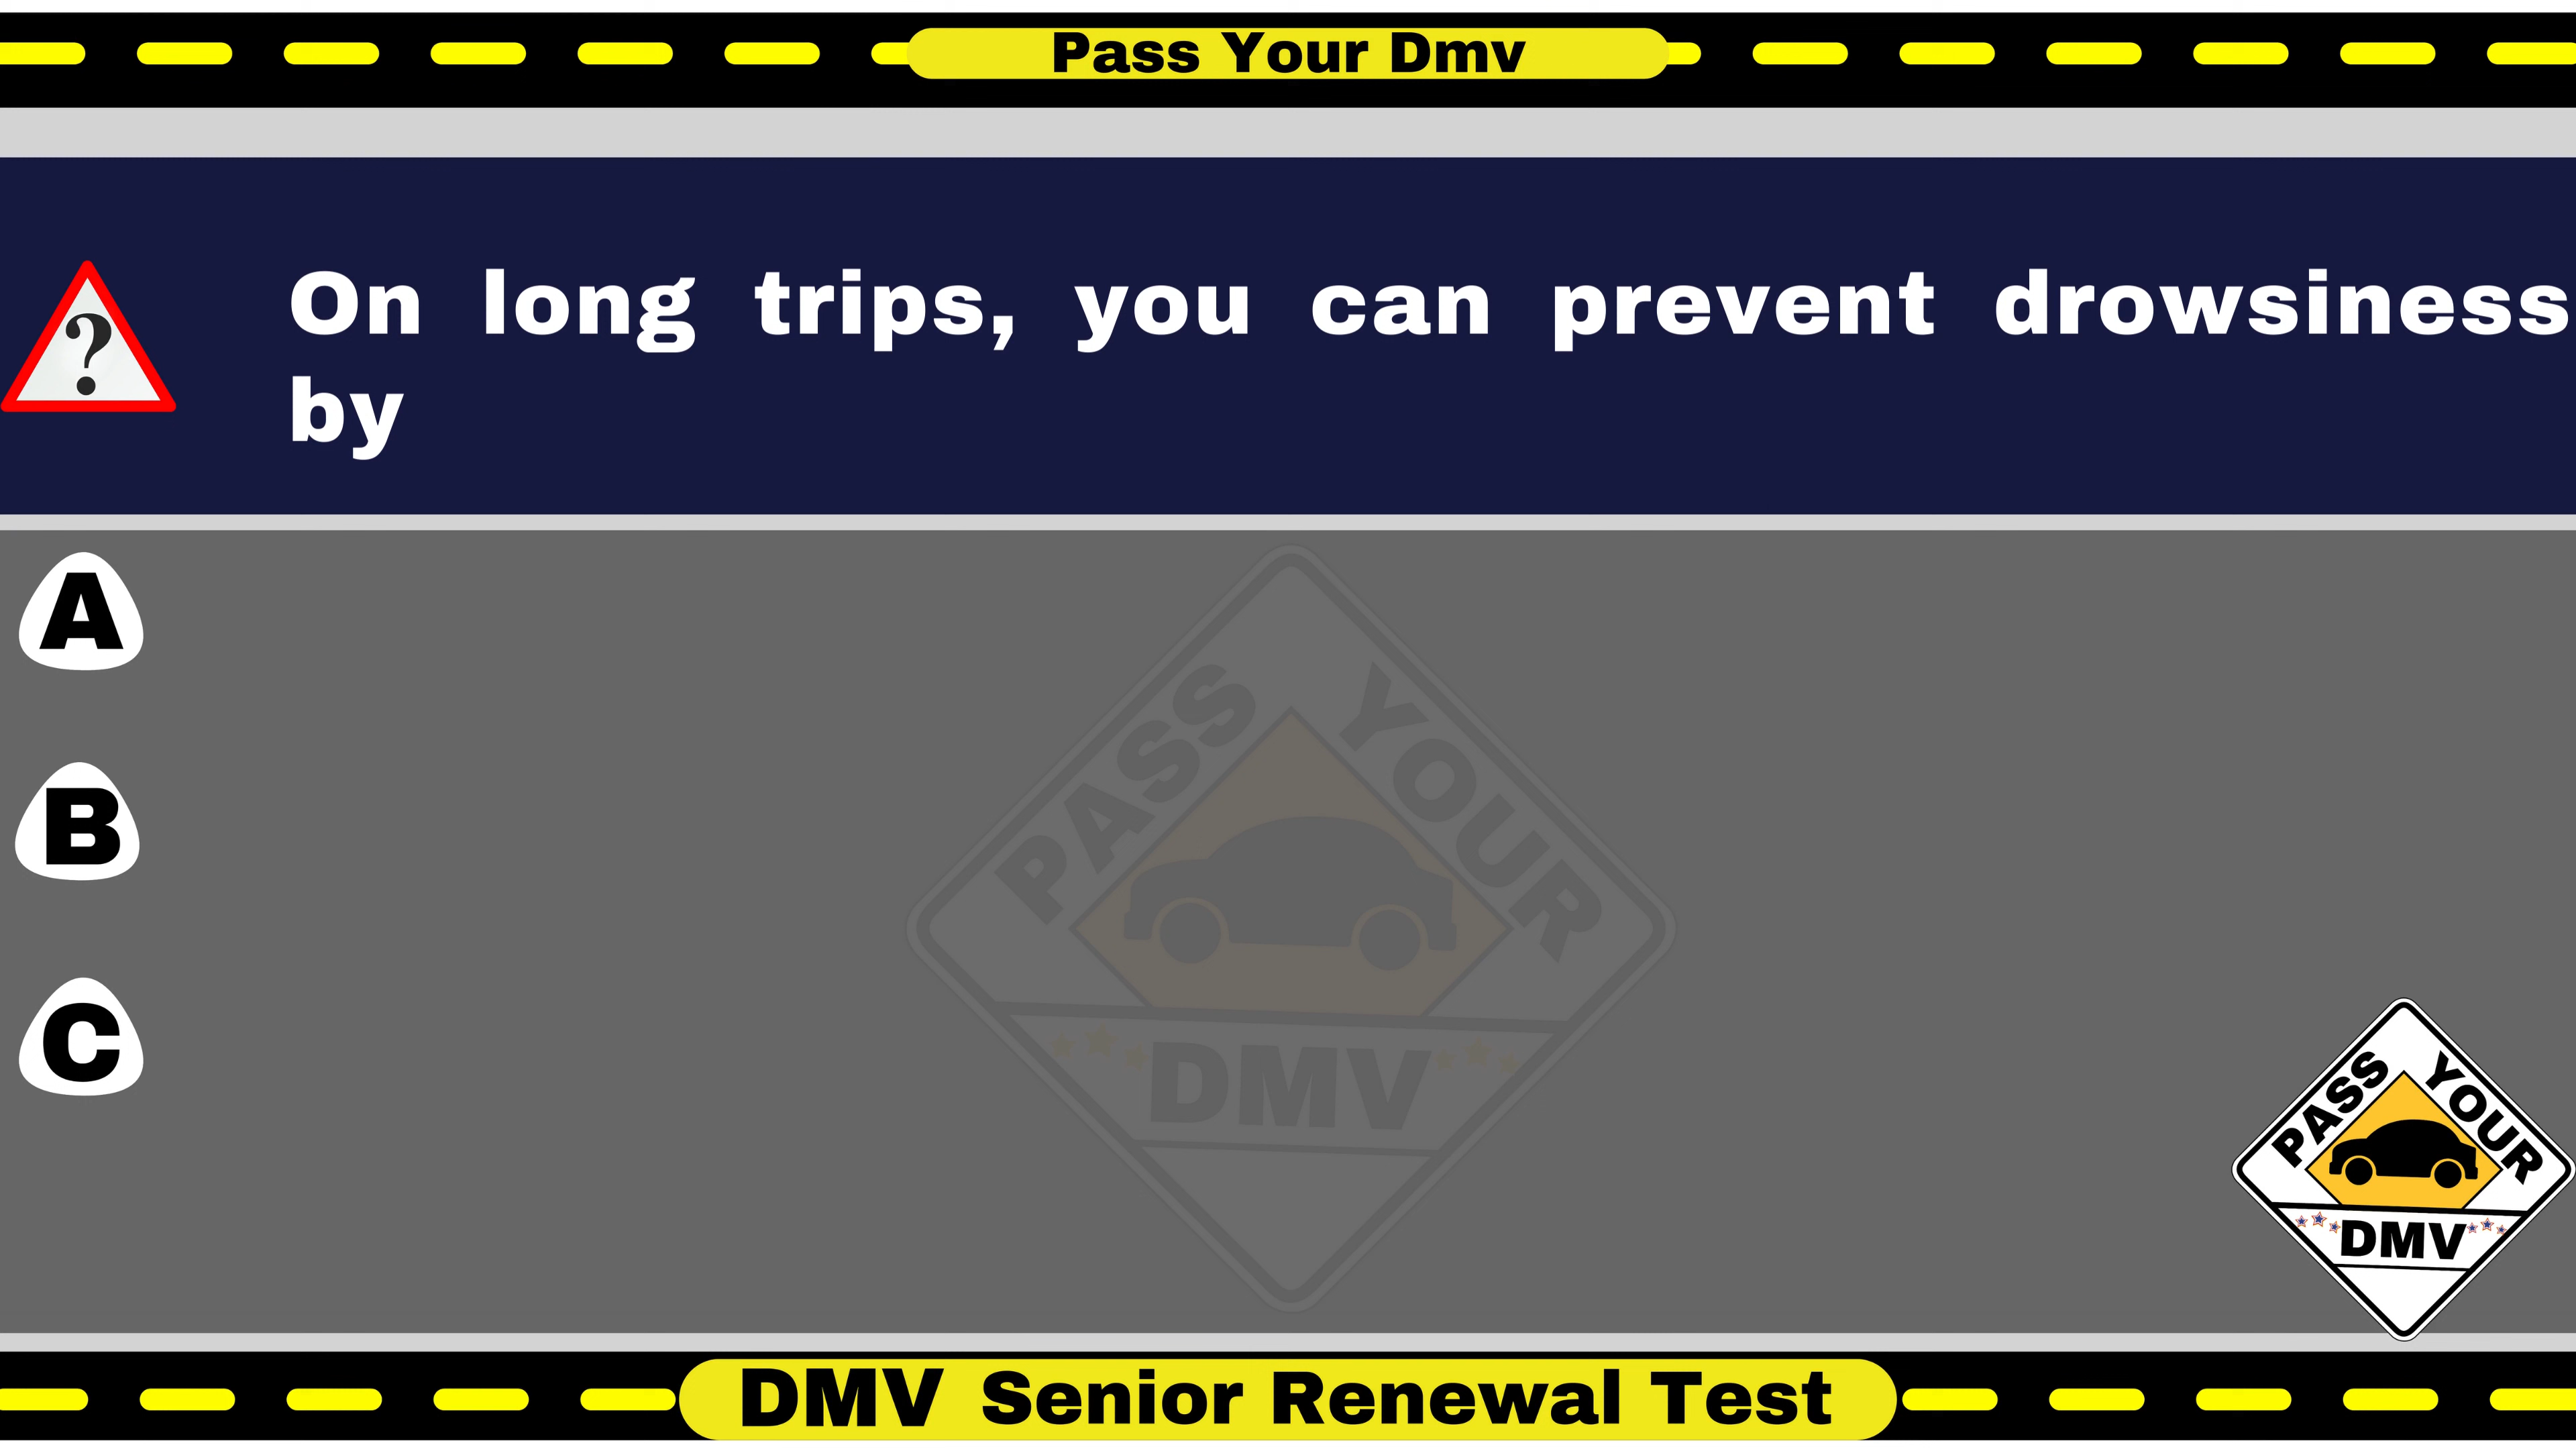 Pass Your Dmv
?
On long trips, you can prevent drowsiness
by
A
B
C
PASS YOUR
DMV
PASS YOUR
DMV
DMV Senior Renewal Test